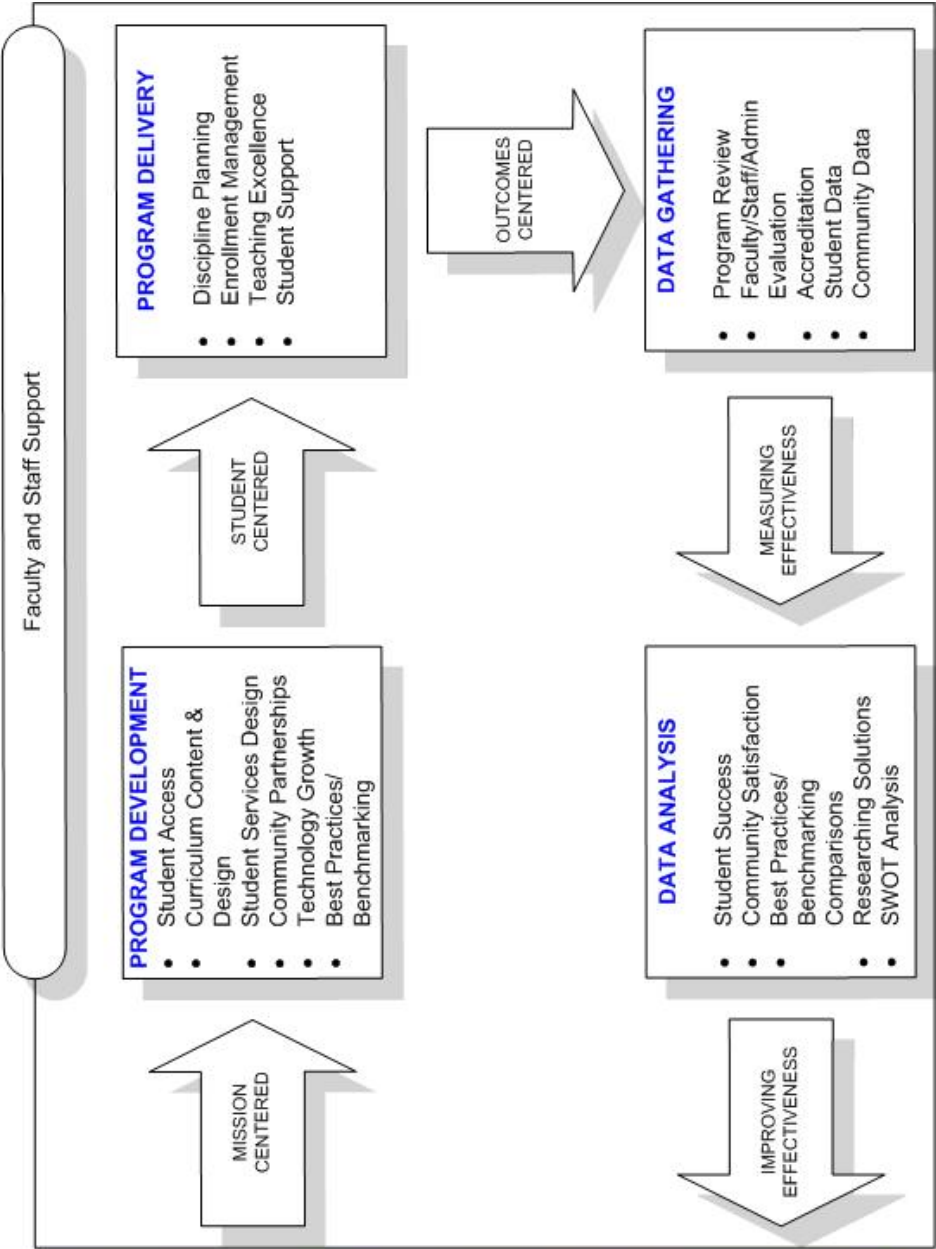 Faculty and Staff Support
MISSION
CENTERED
PROGRAM DEVELOPMENT
• Student Access
• Curriculum Content &
Design
• Student Services Design
• Community Partnerships
• Technology Growth
• Best Practices/
Benchmarking
STUDENT
CENTERED
PROGRAM DELIVERY
• Discipline Planning
• Enrollment Management
• Teaching Excellence
• Student Support
OUTCOMES
CENTERED
DATA GATHERING
• Program Review
• Faculty/Staff/Admin
Evaluation
• Accreditation
• Student Data
• Community Data
MEASURING
EFFECTIVENESS
DATA ANALYSIS
• Student Success
• Community Satisfaction
• Best Practices/
Benchmarking
Comparisons
• Researching Solutions
• SWOT Analysis
IMPROVING
EFFECTIVENESS